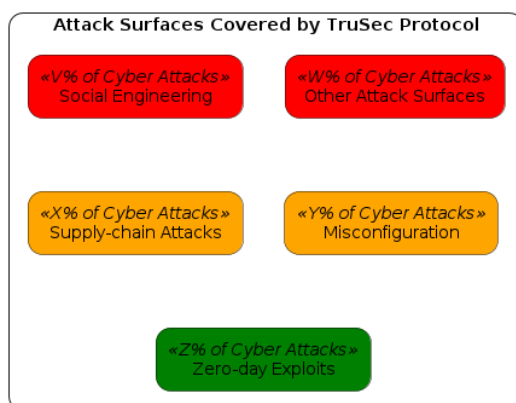 Attack Surfaces Covered by TruSec Protocol
«V% of Cyber Attacks»
Social Engineering
«W% of Cyber Attacks»
Other Attack Surfaces
«X% of Cyber Attacks»
Supply-chain Attacks
«Y% of Cyber Attacks»
Misconfiguration
«Z% of Cyber Attacks»
Zero-day Exploits